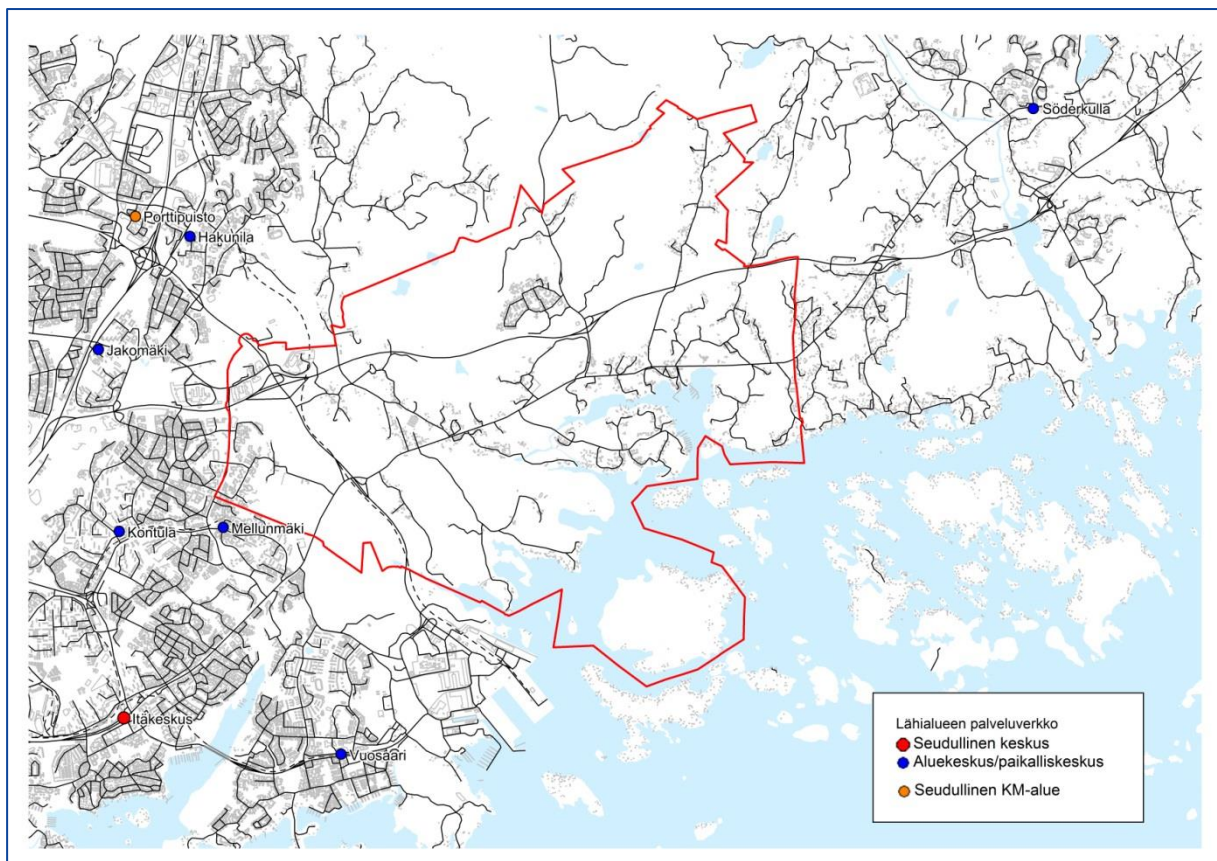 Söderkulla
Porttipuisto
Hakunila
Jakomäki
Kontula
Mellunmäki
Itäkeskus
Vuosaari
Lähialueen palveluverkko
Seudullinen keskus
Aluekeskus/paikalliskeskus
Seudullinen KM-alue